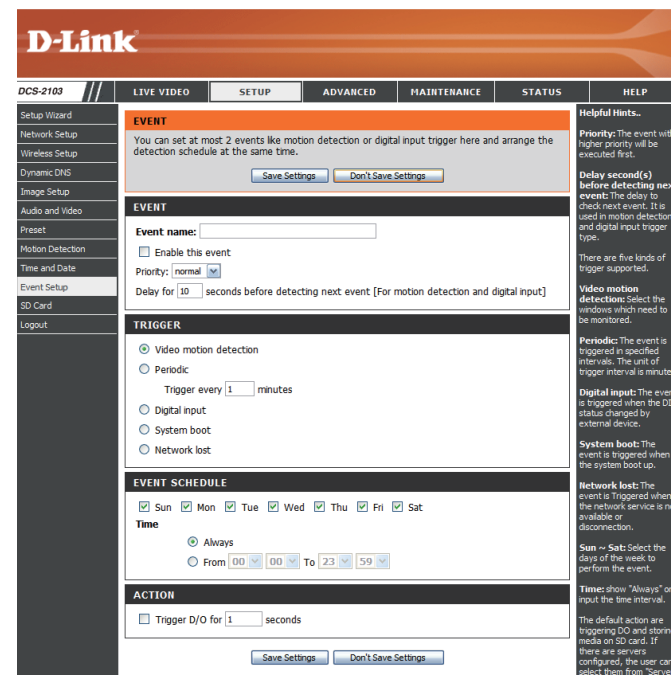 D-Link
DCS-2103
LIVE VIDEO
SETUP
ADVANCED
MAINTENANCE
STATUS
HELP
Setup Wizard
Network Setup
Wireless Setup
Dynamic DNS
Image Setup
Audio and Video
Preset
Motion Detection
Time and Date
Event Setup
SD Card
Logout
EVENT
You can set at most 2 events like motion detection or digital input trigger here and arrange the
detection schedule at the same time.
Save Settings
Don't Save Settings
EVENT
Event name:
Enable this event
Priority: normal
Delay for 10 seconds before detecting next event [For motion detection and digital input]
TRIGGER
Video motion detection
Periodic
Trigger every 1 minutes
Digital input
System boot
Network lost
EVENT SCHEDULE
Sun Mon Tue Wed Thu Fri Sat
Time
Always
From 00 00 To 23 59
ACTION
Trigger D/O for 1 seconds
Save Settings
Don't Save Settings
Helpful Hints..
Priority: The event with
higher priority will be
executed first.
Delay second(s)
before detecting next
event: The delay to
check next event. It is
used in motion detection
and digital input trigger
type.
There are five kinds of
trigger supported.
Video motion
detection: Select the
windows which need to
be monitored.
Periodic: The event is
triggered in specified
intervals. The unit of
trigger interval is minute
Digital input: The event
is triggered when the DI
status changed by
external device.
System boot: The
event is triggered when
the system boot up.
Network lost: The
event is Triggered when
the network service is no
available or
disconnection.
Sun ~ Sat: Select the
days of the week to
perform the event.
Time: show "Always" or
input the time interval.
The default action are
triggering DO and storing
media on SD card. If
there are servers
configured, the user can
select them from "Server